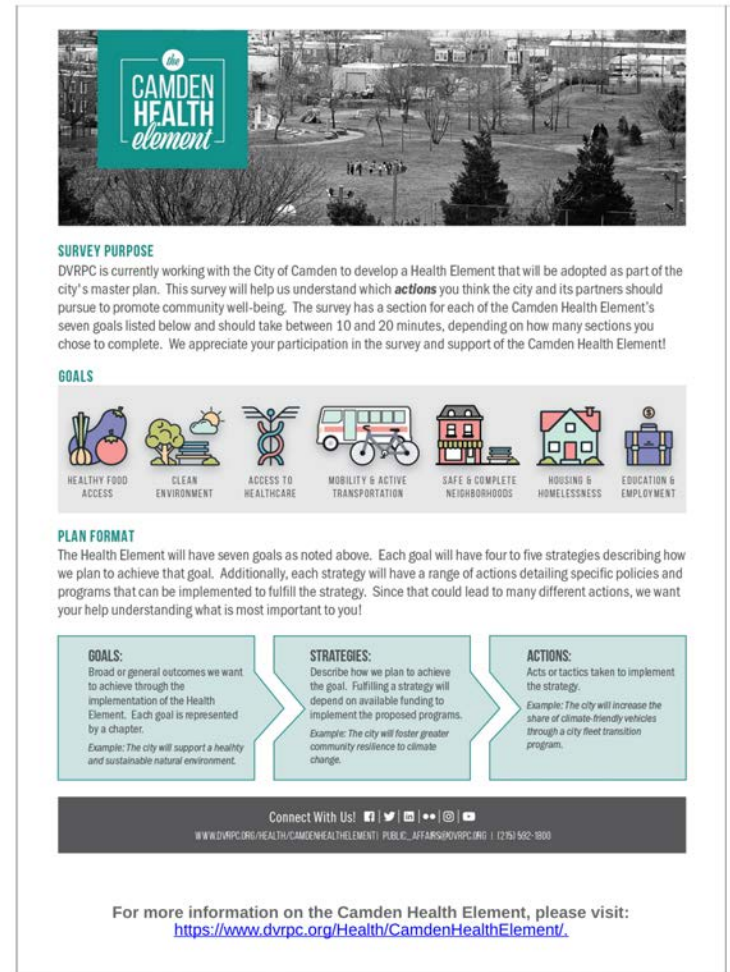 the
CAMDEN
HEALTH
element
SURVEY PURPOSE
DVRPC is currently working with the City of Camden to develop a Health Element that will be adopted as part of the
city's master plan. This survey will help us understand which actions you think the city and its partners should
pursue to promote community well-being. The survey has a section for each of the Camden Health Element's
seven goals listed below and should take between 10 and 20 minutes, depending on how many sections you
chose to complete. We appreciate your participation in the survey and support of the Camden Health Element!
GOALS
HEALTHY FOOD
ACCESS
CLEAN
ENVIRONMENT
ACCESS TO
HEALTHCARE
MOBILITY & ACTIVE
TRANSPORTATION
SAFE & COMPLETE
NEIGHBORHOODS
HOUSING &
HOMELESSNESS
EDUCATION &
EMPLOYMENT
PLAN FORMAT
The Health Element will have seven goals as noted above. Each goal will have four to five strategies describing how
we plan to achieve that goal. Additionally, each strategy will have a range of actions detailing specific policies and
programs that can be implemented to fulfill the strategy. Since that could lead to many different actions, we want
your help understanding what is most important to you!
GOALS:
Broad or general outcomes we want
to achieve through the
implementation of the Health
Element. Each goal is represented
by a chapter.
Example: The city will support a healhty
and sustainable natural environment.
STRATEGIES:
Describe how we plan to achieve
the goal. Fulfilling a strategy will
depend on available funding to
implement the proposed programs.
Example: The city will foster greater
community resilience to climate
change.
ACTIONS:
Acts or tactics taken to implement
the strategy.
Example: The city will increase the
share of climate-friendly vehicles
through a city fleet transition
program.
Connect With Us!
WWW.DVRPC.ORG/HEALTH/CAMDENHEALTHELEMENT| PUBLIC_AFFAIRS@DVRPC.ORG | (215) 592-1800
For more information on the Camden Health Element, please visit:
https://www.dvrpc.org/Health/CamdenHealthElement/.